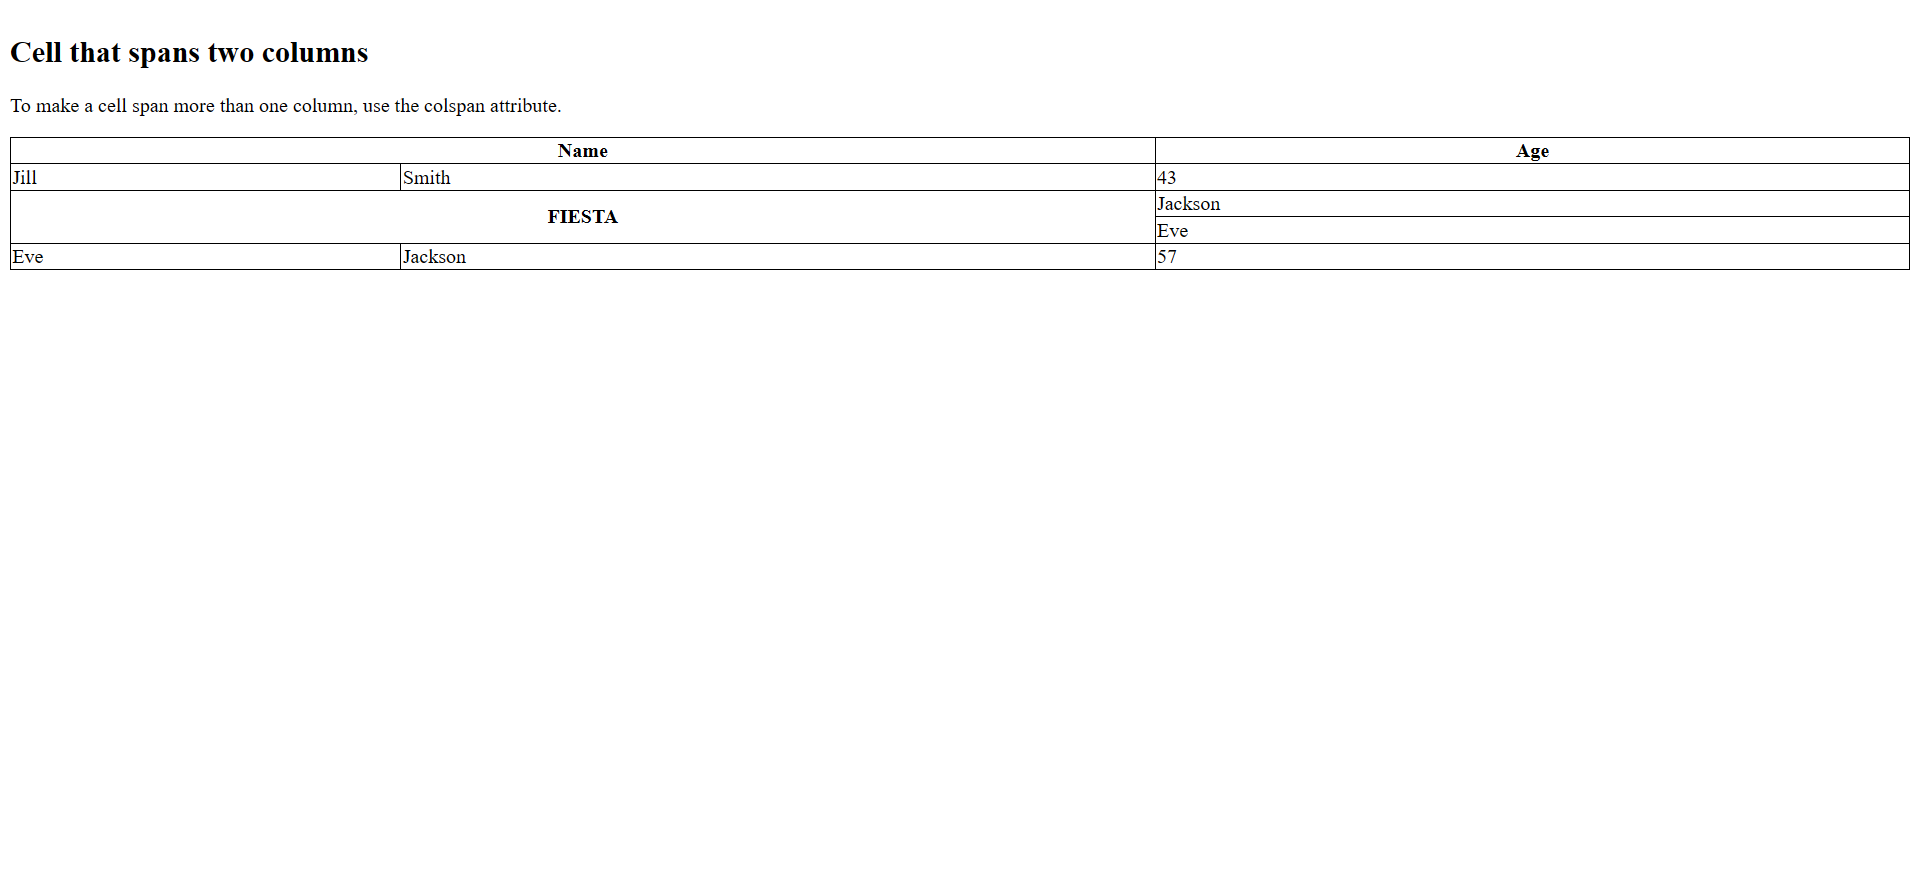 Cell that spans two columns
To make a cell span more than one column, use the colspan attribute.
Name Age
Jill Smith 43
FIESTA Jackson
Eve
Eve Jackson 57